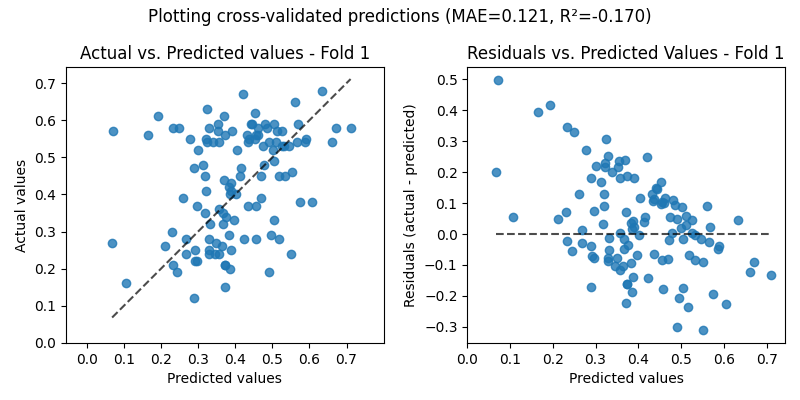 Plotting cross-validated predictions (MAE=0.121, R²=-0.170)
Actual vs. Predicted values - Fold 1
Actual values
0.7
0.6
0.5
0.4
0.3
0.2
0.1
0.0
0.0 0.1 0.2 0.3 0.4 0.5 0.6 0.7
Predicted values
Residuals vs. Predicted Values - Fold 1
Residuals (actual - predicted)
0.5
0.4
0.3
0.2
0.1
0.0
−0.1
−0.2
−0.3
0.0 0.1 0.2 0.3 0.4 0.5 0.6 0.7
Predicted values